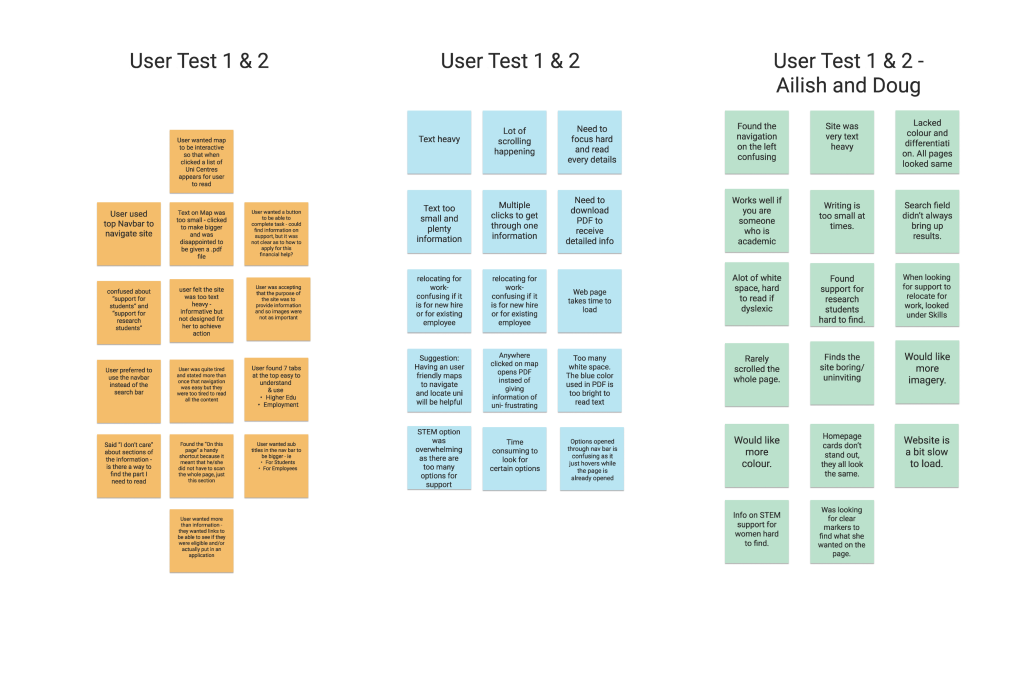 User Test 1 & 2
User wanted map
to be interactive
so that when
clicked a list of
Uni Centres
appears for user
to read
User used
top Navbar to
navigate site
Text on Map was
too small - clicked
to make bigger
and was
disappointed to
be given a .pdf
file
User wanted a button
to be able to
complete task - could
find information on
support, but it was
not clear as to how to
apply for this
financial help?
confused about
"support for
students" and
"support for
research
students"
user felt the site
was too text
heavy -
informative but
not designed for
her to achieve
action
User was accepting
that the purpose of
the site was to
provide information
and so images were
not as important
User preferred to
use the navbar
instead of the
search bar
User was quite tired
and stated more than
once that navigation
was easy but they
were too tired to read
all the content
User found 7 tabs
at the top easy to
understand
& use
• Higher Edu
• Employment
Said "I don't care"
about sections of
the information -
is there a way to
find the part I
need to read
Found the "On this
page" a handy
shortcut because it
meant that he/she
did not have to scan
the whole page, just
this section
User wanted sub
titles in the nav bar to
be bigger - ie
• For Students
• For Employees
User wanted more
than information -
they wanted links to
be able to see if they
were eligible and/or
actually put in an
application
User Test 1 & 2
Text heavy
Lot of
scrolling
happening
Need to
focus hard
and read
every details
Text too
small and
plenty
information
Multiple
clicks to get
through one
information
Need to
download
PDF to
receive
detailed info
relocating for
work-
confusing if it
is for new hire
or for existing
employee
relocating for
work-
confusing if it
is for new hire
or for existing
employee
Web page
takes time to
load
Suggestion:
Having an user
friendly maps
to navigate
and locate uni
will be helpful
Anywhere
clicked on map
opens PDF
instaed of
giving
information of
uni- frustrating
Too many
white space.
The blue color
used in PDF is
too bright to
read text
STEM option
was
overwhelming
as there are
too many
options for
support
Time
consuming to
look for
certain options
Options opened
through nav bar is
confusing as it
just hovers while
the page is
already opened
User Test 1 & 2 -
Ailish and Doug
Found the
navigation
on the left
confusing
Site was
very text
heavy
Lacked
colour and
differentiati
on. All pages
looked same
Works well if
you are
someone
who is
academic
Writing is
too small at
times.
Search field
didn't always
bring up
results.
Alot of white
space, hard
to read if
dyslexic
Found
support for
research
students
hard to find.
When looking
for support to
relocate for
work, looked
under Skills
Rarely
scrolled the
whole page.
Finds the
site boring/
uninviting
Would like
more
imagery.
Would like
more
colour.
Homepage
cards don't
stand out,
they all look
the same.
Website is
a bit slow
to load.
Info on STEM
support for
women hard
to find.
Was looking
for clear
markers to
find what she
wanted on the
page.